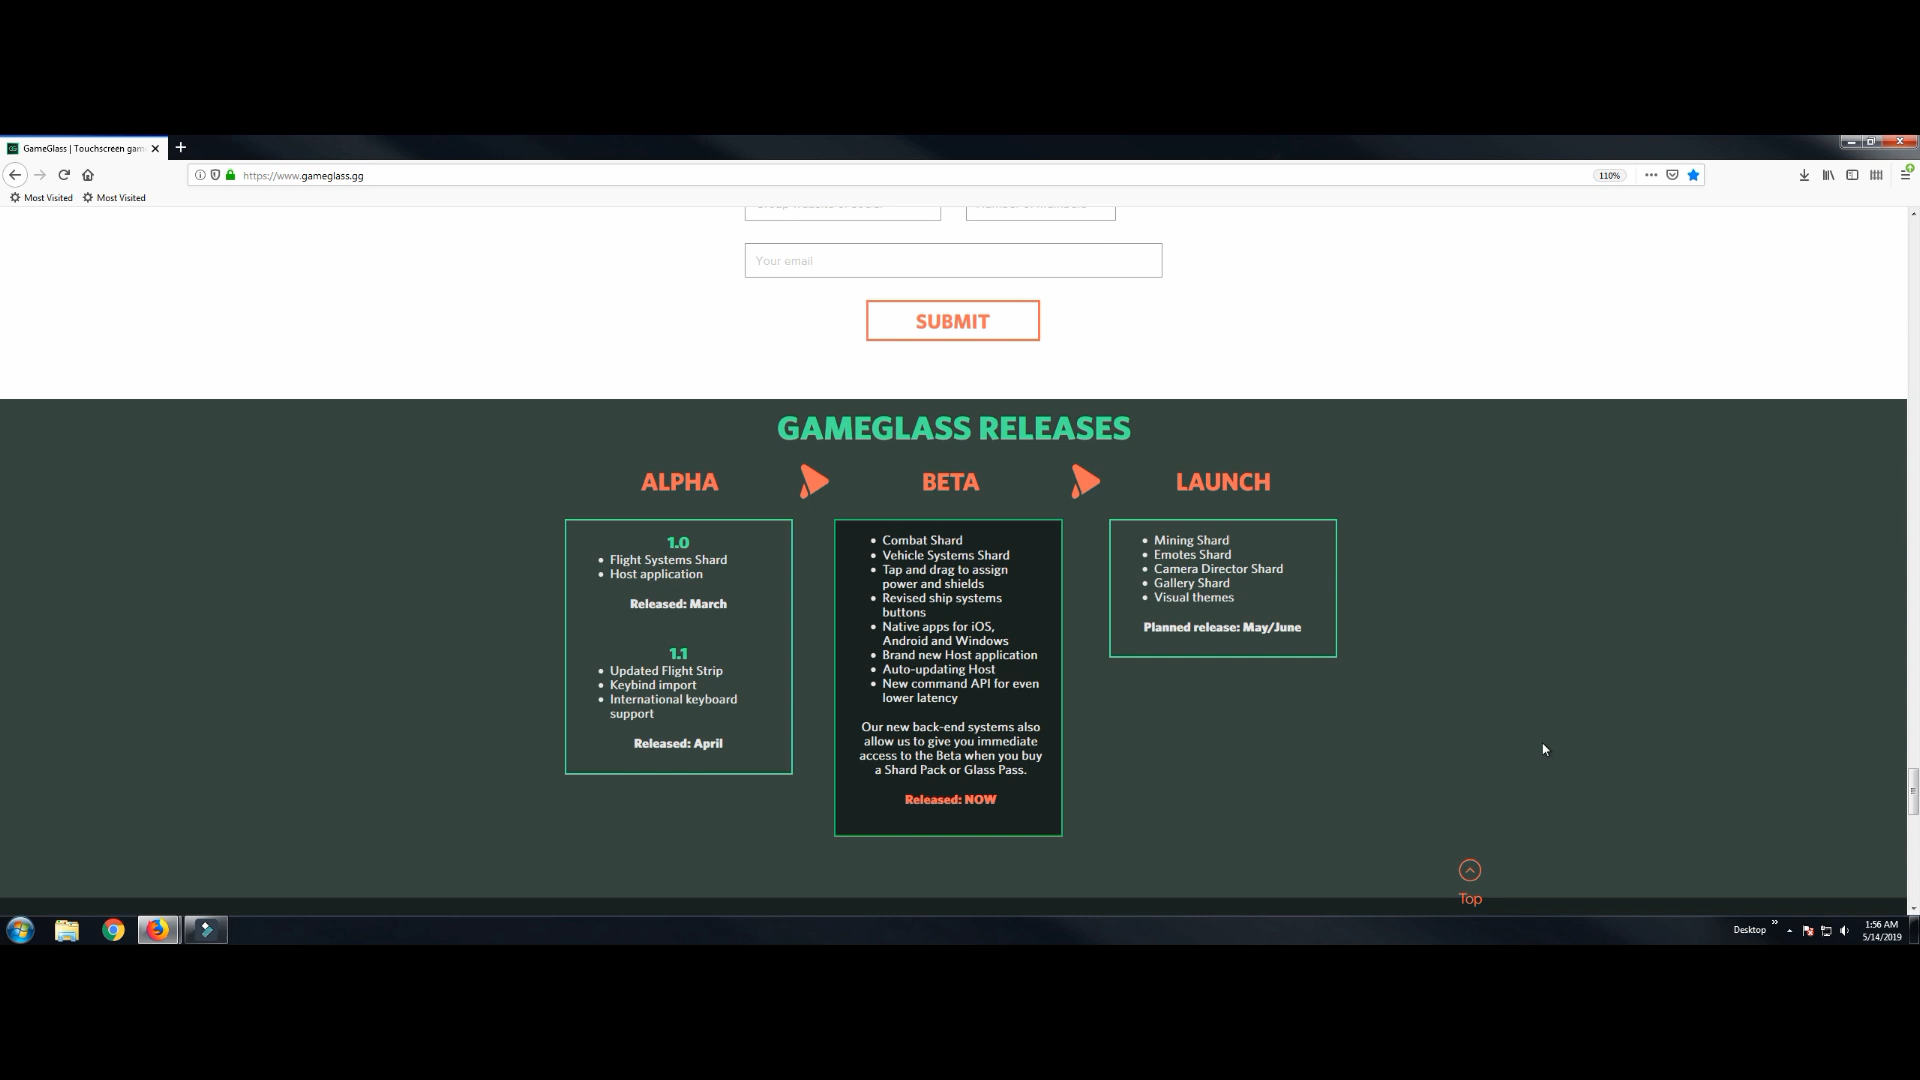 GameGlass | Touchscreen gam
https://www.gameglass.gg
110%
Most Visited
Most Visited
Your email
SUBMIT
GAMEGLASS RELEASES
ALPHA
BETA
LAUNCH
1.0
Flight Systems Shard
Host application
Released: March
1.1
Updated Flight Strip
Keybind import
International keyboard
support
Released: April
Combat Shard
Vehicle Systems Shard
Tap and drag to assign
power and shields
Revised ship systems
buttons
Native apps for iOS,
Android and Windows
Brand new Host application
Auto-updating Host
New command API for even
lower latency
Our new back-end systems also
allow us to give you immediate
access to the Beta when you buy
a Shard Pack or Glass Pass.
Released: NOW
Mining Shard
Emotes Shard
Camera Director Shard
Gallery Shard
Visual themes
Planned release: May/June
Top
Desktop
1:56 AM
5/14/2019